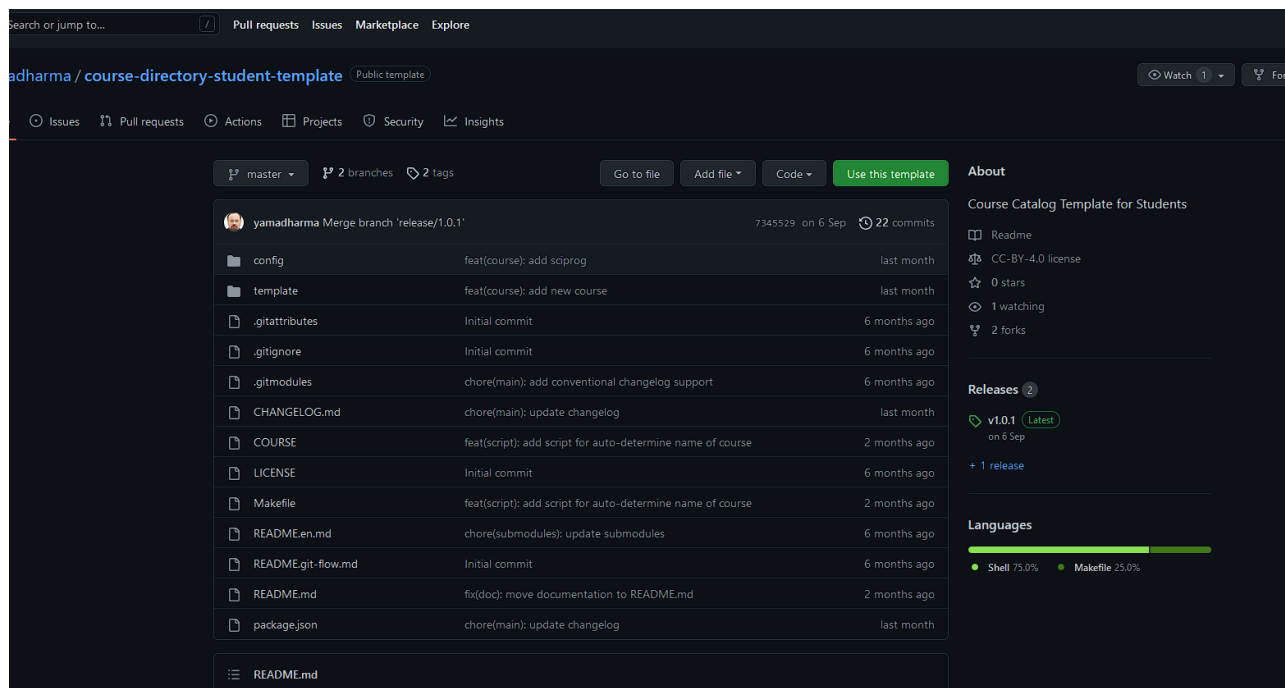 Search or jump to... / Pull requests Issues Marketplace Explore
adharma / course-directory-student-template Public template Watch 1
Issues Pull requests Actions Projects Security Insights
master 2 branches 2 tags Go to file Add file Code Use this template
yamadharma Merge branch 'release/1.0.1' 7345529 on 6 Sep 22 commits
config feat(course): add sciprog last month
template feat(course): add new course last month
.gitattributes Initial commit 6 months ago
.gitignore Initial commit 6 months ago
.gitmodules chore(main): add conventional changelog support 6 months ago
CHANGELOG.md chore(main): update changelog last month
COURSE feat(script): add script for auto-determine name of course 2 months ago
LICENSE Initial commit 6 months ago
Makefile feat(script): add script for auto-determine name of course 2 months ago
README.en.md chore(submodules): update submodules 6 months ago
README.git-flow.md Initial commit 6 months ago
README.md fix(doc): move documentation to README.md 2 months ago
package.json chore(main): update changelog last month
README.md
About
Course Catalog Template for Students
Readme
CC-BY-4.0 license
0 stars
1 watching
2 forks
Releases 2
v1.0.1 Latest
on 6 Sep
+ 1 release
Languages
Shell 75.0% Makefile 25.0%